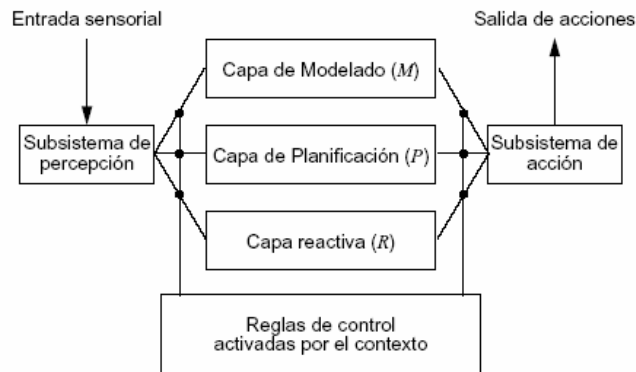 Entrada sensorial
Salida de acciones
Capa de Modelado (M)
Subsistema de
percepción
Capa de Planificación (P)
Subsistema de
acción
Capa reactiva (R)
Reglas de control
activadas por el contexto